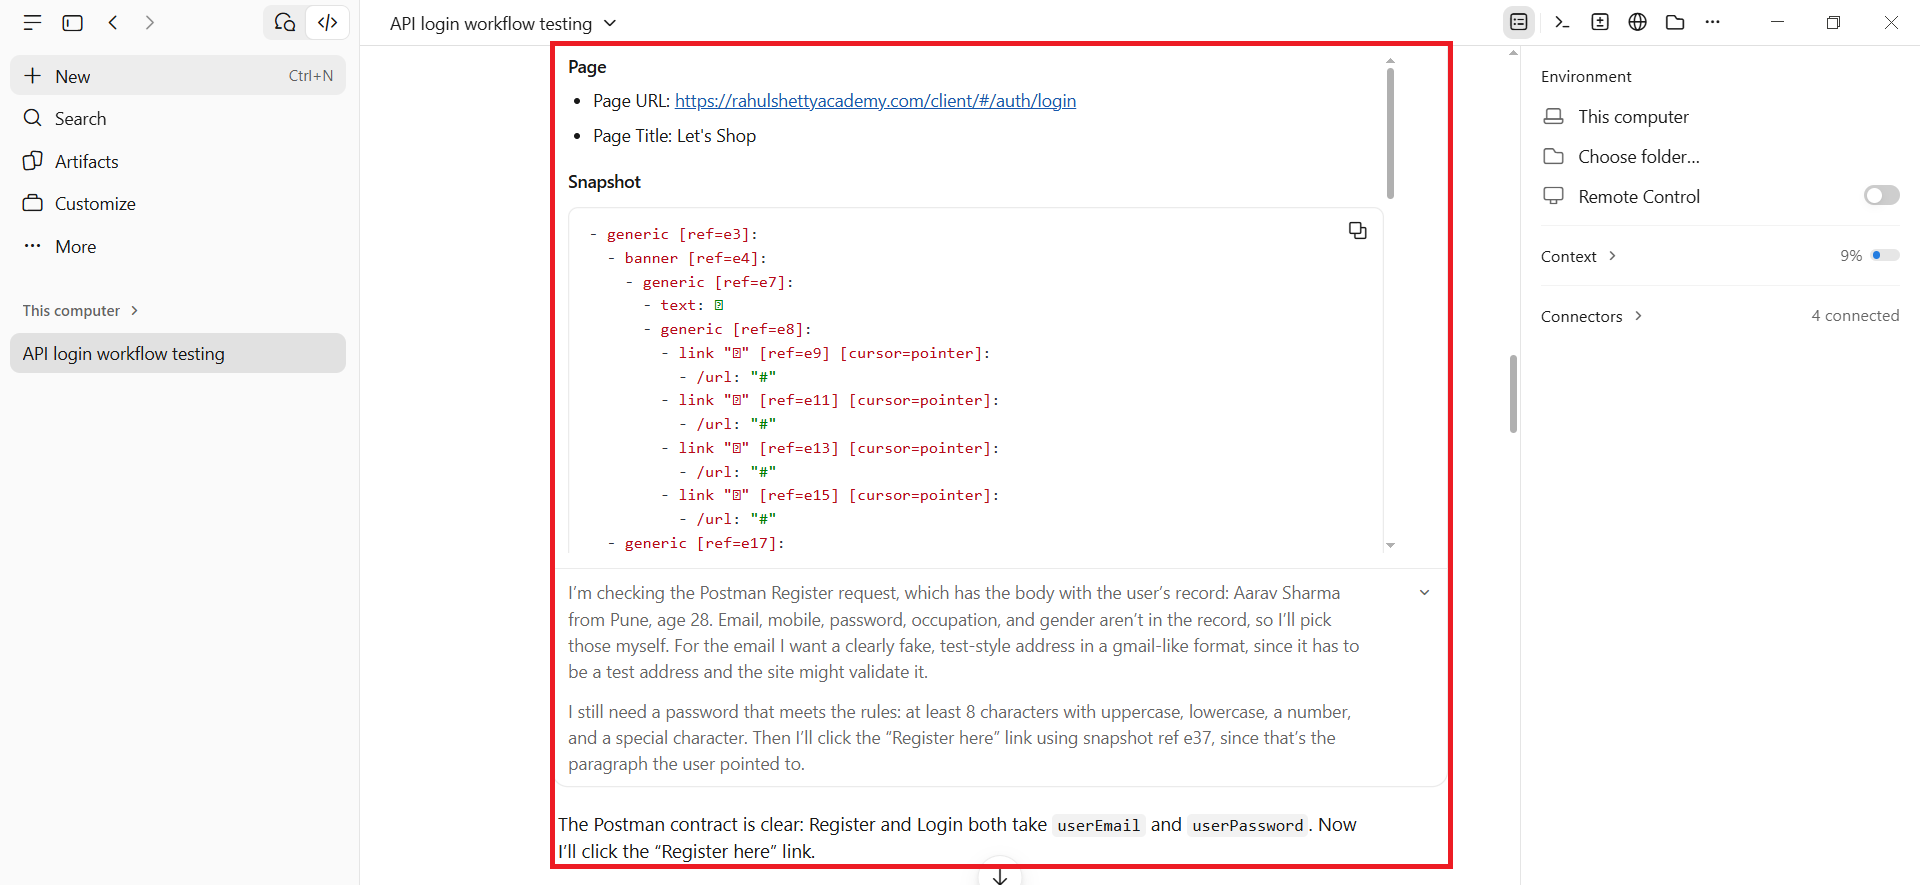 API login workflow testing
New
Ctrl+N
Search
Artifacts
Customize
More
This computer
API login workflow testing
Page
• Page URL: https://rahulshettyacademy.com/client/#/auth/login
• Page Title: Let's Shop
Snapshot
- generic [ref=e3]:
- banner [ref=e4]:
- generic [ref=e7]:
- text:
- generic [ref=e8]:
- link "" [ref=e9] [cursor=pointer]:
- /url: "#"
- link "" [ref=e11] [cursor=pointer]:
- /url: "#"
- link "" [ref=e13] [cursor=pointer]:
- /url: "#"
- link "" [ref=e15] [cursor=pointer]:
- /url: "#"
- generic [ref=e17]:
I’m checking the Postman Register request, which has the body with the user’s record: Aarav Sharma
from Pune, age 28. Email, mobile, password, occupation, and gender aren’t in the record, so I’ll pick
those myself. For the email I want a clearly fake, test-style address in a gmail-like format, since it has to
be a test address and the site might validate it.
I still need a password that meets the rules: at least 8 characters with uppercase, lowercase, a number,
and a special character. Then I’ll click the “Register here” link using snapshot ref e37, since that’s the
paragraph the user pointed to.
The Postman contract is clear: Register and Login both take userEmail and userPassword. Now
I’ll click the “Register here” link.
Environment
This computer
Choose folder...
Remote Control
Context
9%
Connectors
4 connected